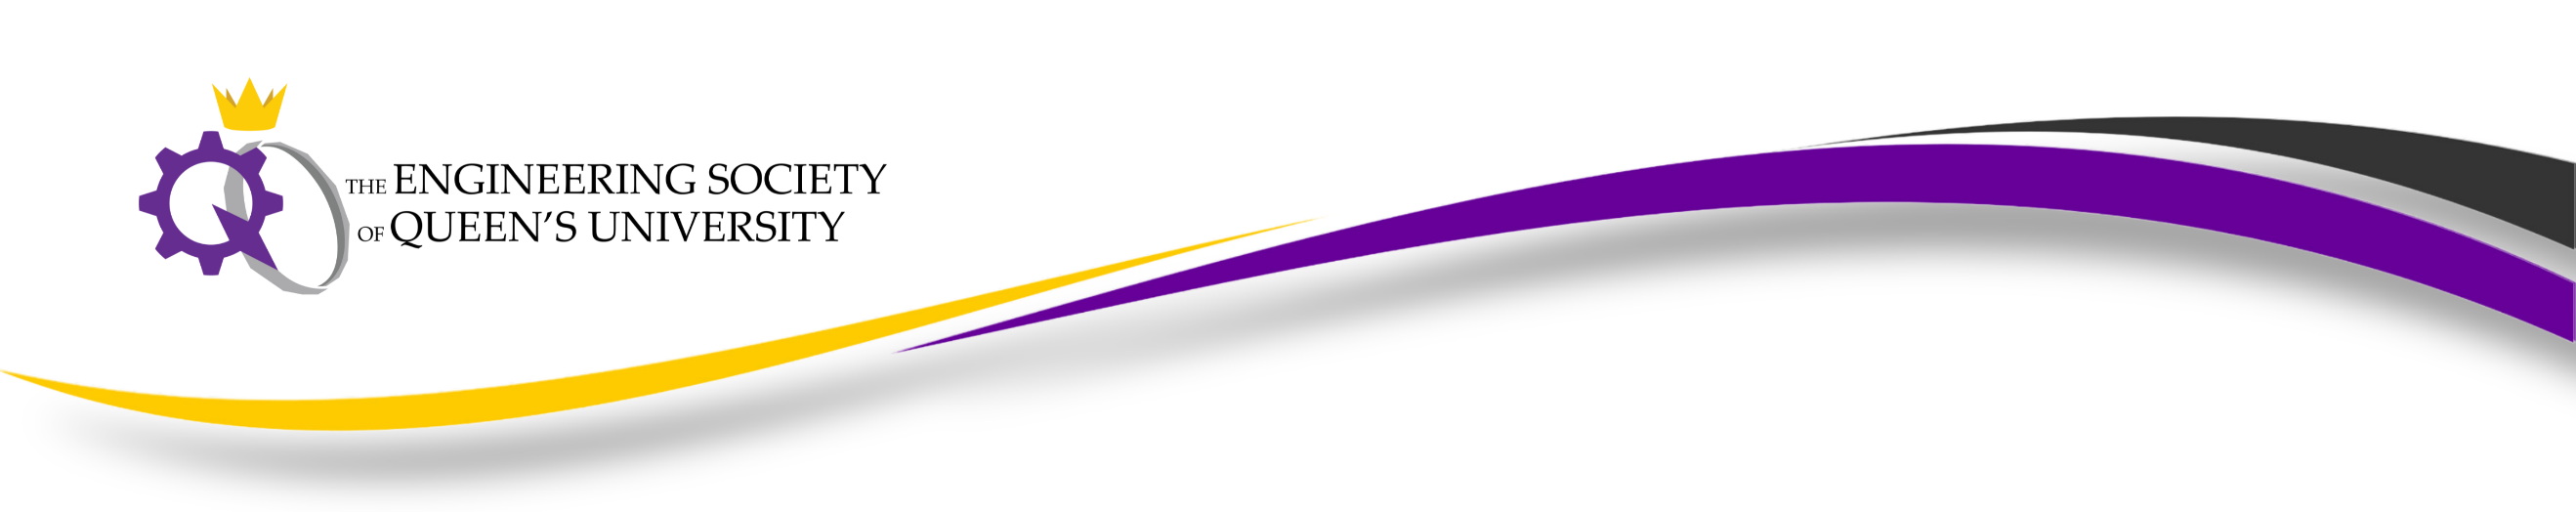 THE ENGINEERING SOCIETY
OF QUEEN'S UNIVERSITY